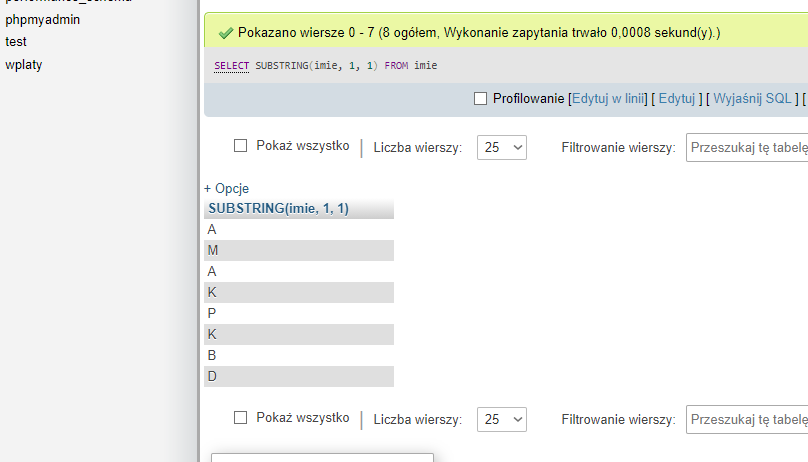 phpmyadmin
test
wplaty
Pokazano wiersze 0 - 7 (8 ogółem, Wykonanie zapytania trwało 0,0008 sekund(y).)
SELECT SUBSTRING(imie, 1, 1) FROM imie
Profilowanie [Edytuj w linii] [ Edytuj ] [ Wyjaśnij SQL ] [
Pokaż wszystko | Liczba wierszy: 25 Filtrowanie wierszy: Przeszukaj tę tabelę
+ Opcje
SUBSTRING(imie, 1, 1)
A
M
A
K
P
K
B
D
Pokaż wszystko | Liczba wierszy: 25 Filtrowanie wierszy: Przeszukaj tę tabelę